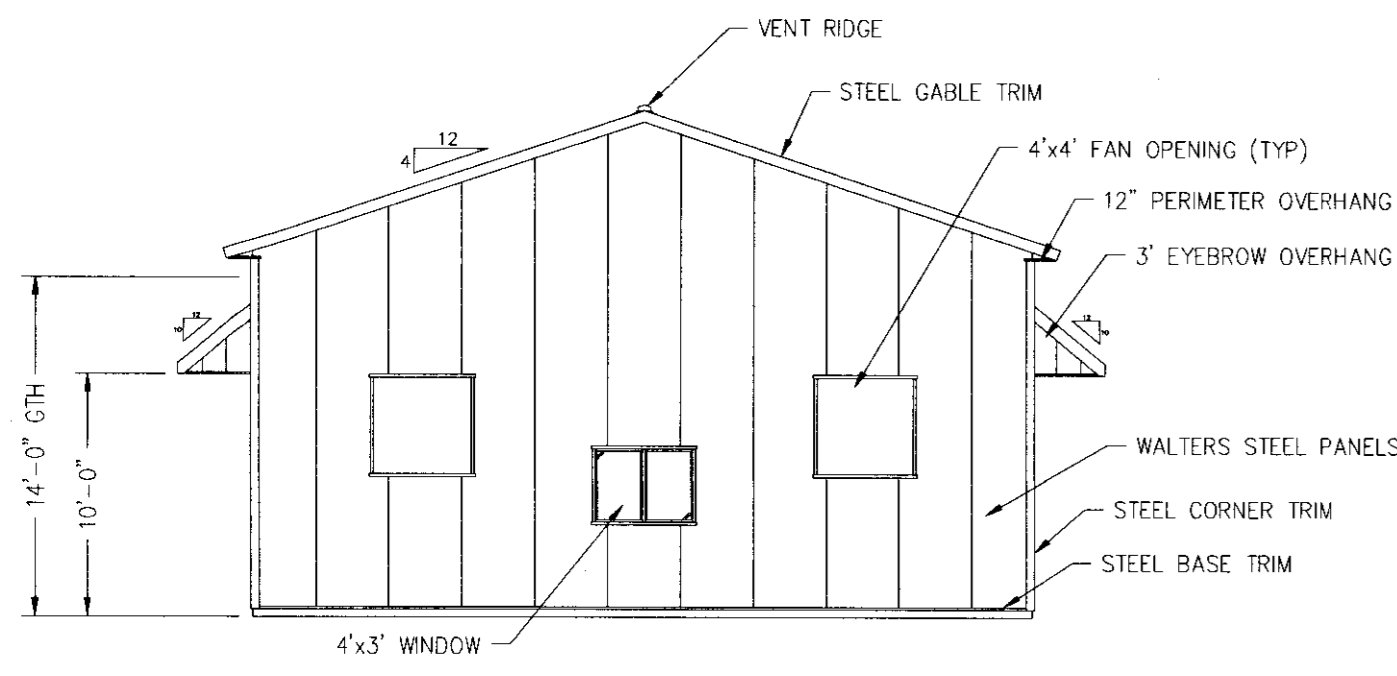 VENT RIDGE
STEEL GABLE TRIM
12
4
4'x4' FAN OPENING (TYP)
12" PERIMETER OVERHANG
3' EYEBROW OVERHANG
12
10
12
10
14'-0" GTH
10'-0"
WALTERS STEEL PANELS
STEEL CORNER TRIM
STEEL BASE TRIM
4'x3' WINDOW